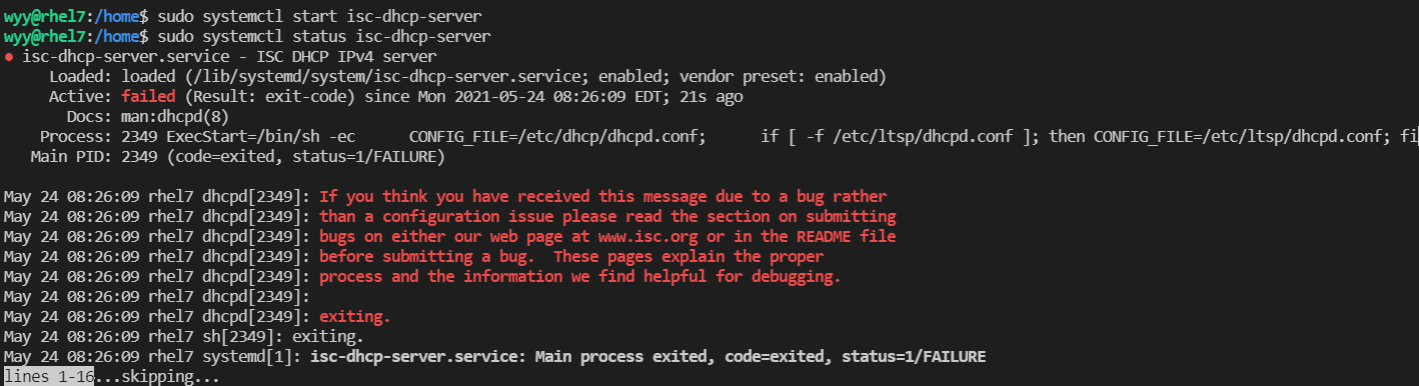 wyy@rhel7:/home$ sudo systemctl start isc-dhcp-server
wyy@rhel7:/home$ sudo systemctl status isc-dhcp-server
● isc-dhcp-server.service - ISC DHCP IPv4 server
     Loaded: loaded (/lib/systemd/system/isc-dhcp-server.service; enabled; vendor preset: enabled)
     Active: failed (Result: exit-code) since Mon 2021-05-24 08:26:09 EDT; 21s ago
       Docs: man:dhcpd(8)
    Process: 2349 ExecStart=/bin/sh -ec      CONFIG_FILE=/etc/dhcp/dhcpd.conf;      if [ -f /etc/ltsp/dhcpd.conf ]; then CONFIG_FILE=/etc/ltsp/dhcpd.conf; fi
   Main PID: 2349 (code=exited, status=1/FAILURE)

May 24 08:26:09 rhel7 dhcpd[2349]: If you think you have received this message due to a bug rather
May 24 08:26:09 rhel7 dhcpd[2349]: than a configuration issue please read the section on submitting
May 24 08:26:09 rhel7 dhcpd[2349]: bugs on either our web page at www.isc.org or in the README file
May 24 08:26:09 rhel7 dhcpd[2349]: before submitting a bug.  These pages explain the proper
May 24 08:26:09 rhel7 dhcpd[2349]: process and the information we find helpful for debugging.
May 24 08:26:09 rhel7 dhcpd[2349]:
May 24 08:26:09 rhel7 dhcpd[2349]: exiting.
May 24 08:26:09 rhel7 sh[2349]: exiting.
May 24 08:26:09 rhel7 systemd[1]: isc-dhcp-server.service: Main process exited, code=exited, status=1/FAILURE
lines 1-16...skipping...